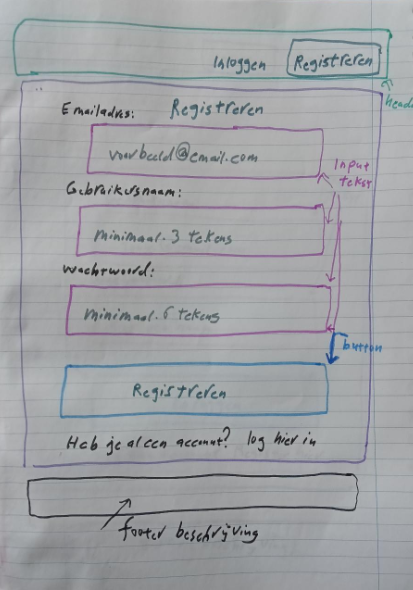 Inloggen Registreren
header
Registreren
Emailadres:
voorbeeld@email.com
Input
tekst
Gebruikersnaam:
minimaal. 3 tekens
wachtwoord:
minimaal. 6 tekens
button
Registreren
Heb je al een account? log hier in
footer beschrijving